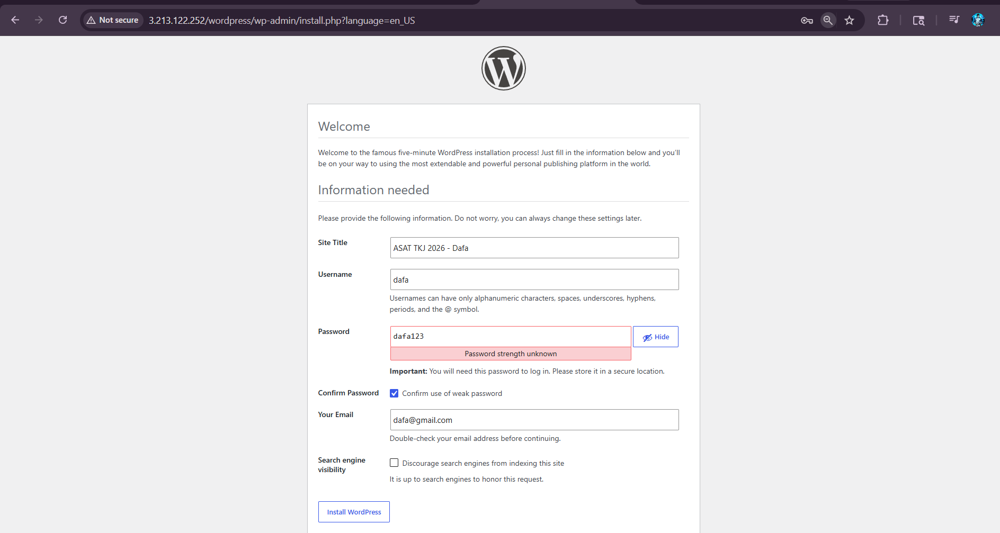 Not secure
3.213.122.252/wordpress/wp-admin/install.php?language=en_US
Welcome
Welcome to the famous five-minute WordPress installation process! Just fill in the information below and you’ll
be on your way to using the most extendable and powerful personal publishing platform in the world.
Information needed
Please provide the following information. Do not worry, you can always change these settings later.
Site Title
ASAT TKJ 2026 - Dafa
Username
dafa
Usernames can have only alphanumeric characters, spaces, underscores, hyphens,
periods, and the @ symbol.
Password
dafa123
Hide
Password strength unknown
Important: You will need this password to log in. Please store it in a secure location.
Confirm Password
Confirm use of weak password
Your Email
dafa@gmail.com
Double-check your email address before continuing.
Search engine
visibility
Discourage search engines from indexing this site
It is up to search engines to honor this request.
Install WordPress